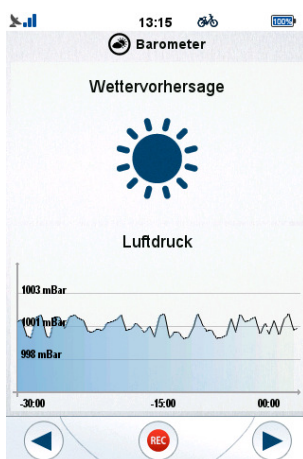 13:15 100%
Barometer
Wettervorhersage
Luftdruck
1003 mBar
1001 mBar
998 mBar
-30:00 -15:00 00:00
REC